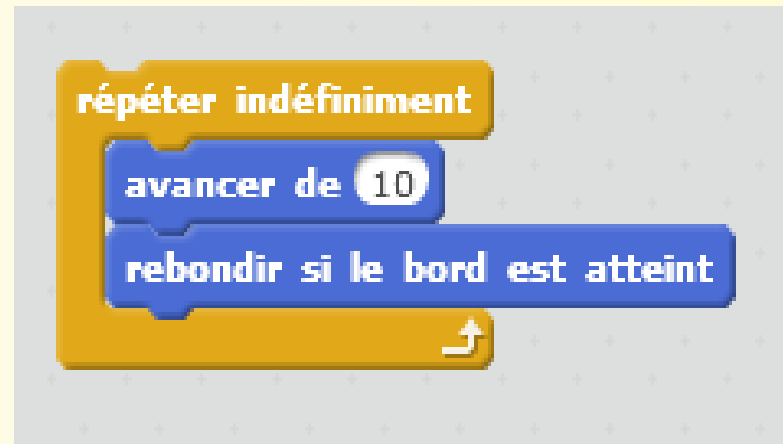 répéter indéfiniment
avancer de 10
rebondir si le bord est atteint